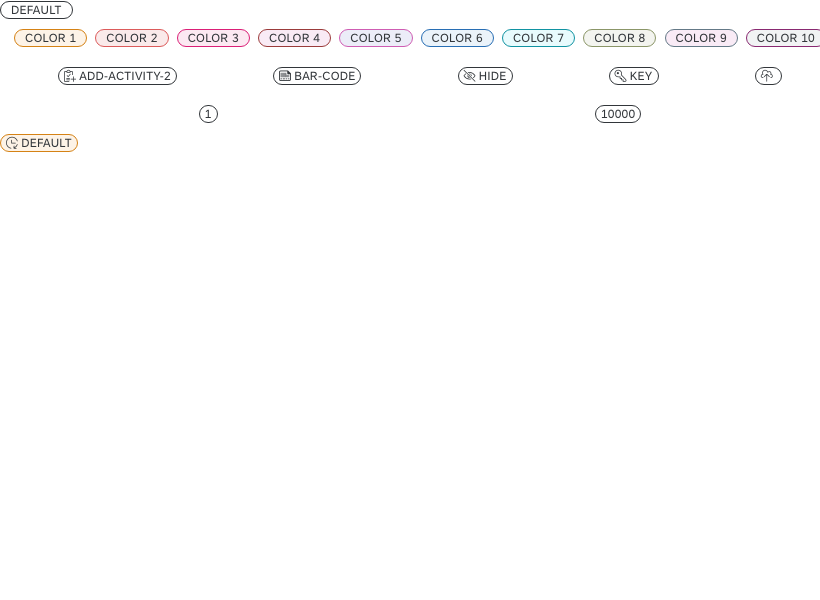 DEFAULT
COLOR 1 COLOR 2 COLOR 3 COLOR 4 COLOR 5 COLOR 6 COLOR 7 COLOR 8 COLOR 9 COLOR 10
ADD-ACTIVITY-2 BAR-CODE HIDE KEY
1 10000
DEFAULT